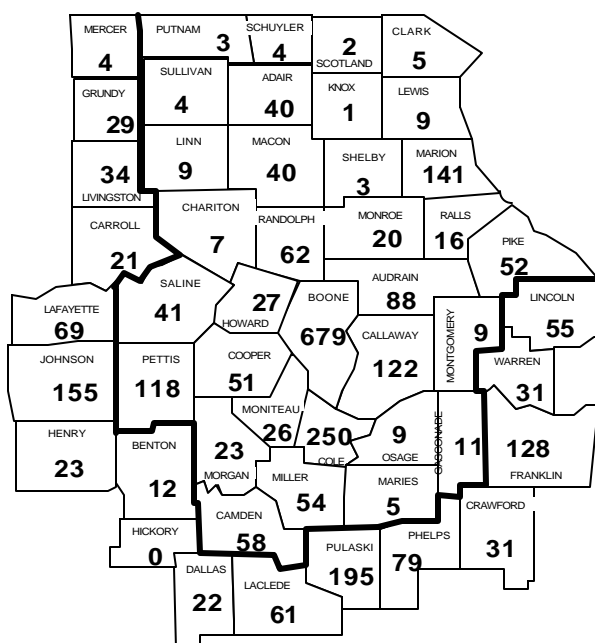 MERCER
4
PUTNAM
3
SCHUYLER
4
2
SCOTLAND
CLARK
5
GRUNDY
29
SULLIVAN
4
ADAIR
40
KNOX
1
LEWIS
9
34
LIVINGSTON
LINN
9
MACON
40
SHELBY
3
MARION
141
CARROLL
21
CHARITON
7
RANDOLPH
62
MONROE
20
RALLS
16
PIKE
52
LAFAYETTE
69
SALINE
41
27
HOWARD
BOONE
679
AUDRAIN
88
MONTGOMERY
9
LINCOLN
55
JOHNSON
155
PETTIS
118
COOPER
51
CALLAWAY
122
WARREN
31
HENRY
23
BENTON
12
23
MORGAN
MONITEAU
26
250
COLE
9
OSAGE
GASCONADE
11
128
FRANKLIN
HICKORY
0
CAMDEN
58
MILLER
54
MARIES
5
CRAWFORD
31
DALLAS
22
LACLEDE
61
PULASKI
195
PHELPS
79